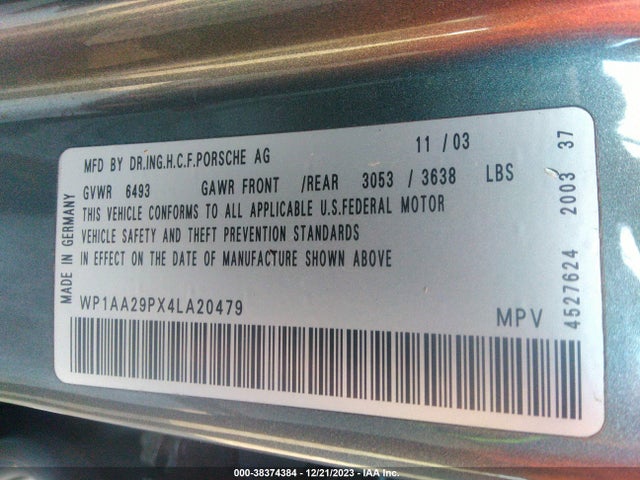 MFD BY DR.ING.H.C.F.PORSCHE AG 11 / 03
GVWR 6493 GAWR FRONT /REAR 3053 / 3638 LBS
THIS VEHICLE CONFORMS TO ALL APPLICABLE U.S.FEDERAL MOTOR
VEHICLE SAFETY AND THEFT PREVENTION STANDARDS
IN EFFECT ON THE DATE OF MANUFACTURE SHOWN ABOVE
WP1AA29PX4LA20479
MPV
MADE IN GERMANY
4527624 2003 37
000-38374384 - 12/21/2023 - IAA Inc.